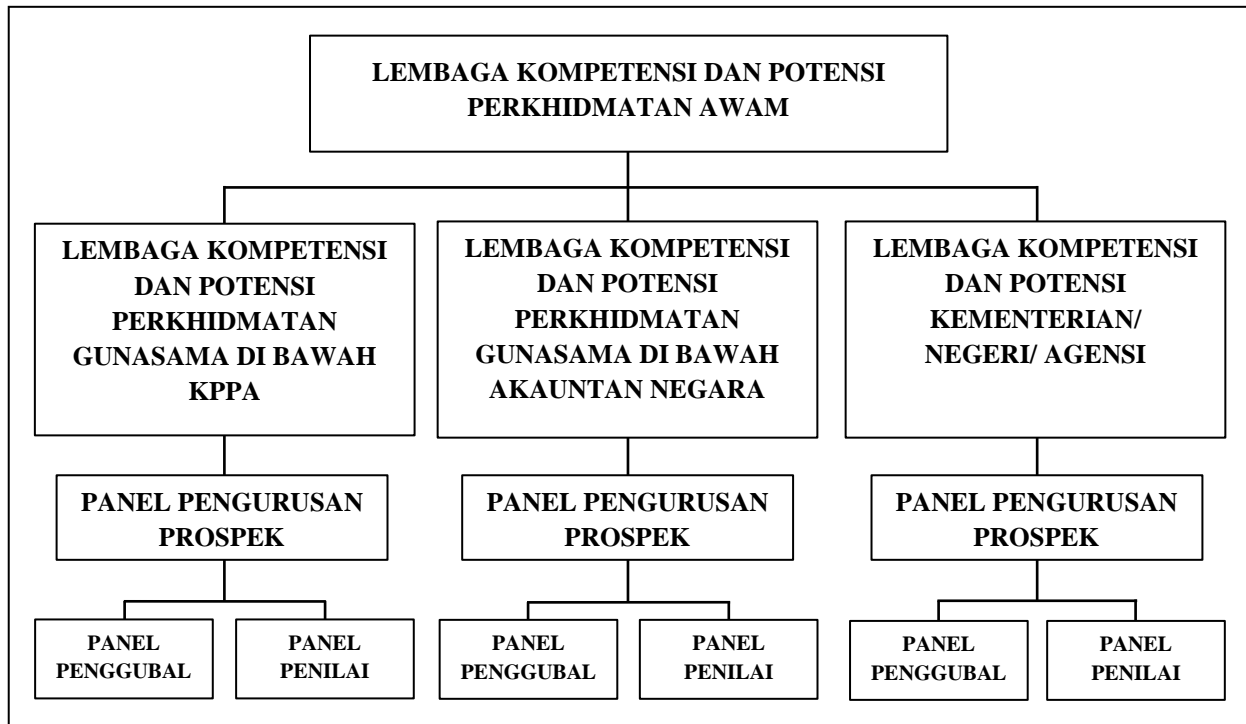 LEMBAGA KOMPETENSI DAN POTENSI
PERKHIDMATAN AWAM
LEMBAGA KOMPETENSI
DAN POTENSI
PERKHIDMATAN
GUNASAMA DI BAWAH
KPPA
LEMBAGA KOMPETENSI
DAN POTENSI
PERKHIDMATAN
GUNASAMA DI BAWAH
AKAUNTAN NEGARA
LEMBAGA KOMPETENSI
DAN POTENSI
KEMENTERIAN/
NEGERI/ AGENSI
PANEL PENGURUSAN
PROSPEK
PANEL PENGURUSAN
PROSPEK
PANEL PENGURUSAN
PROSPEK
PANEL
PENGGUBAL
PANEL
PENILAI
PANEL
PENGGUBAL
PANEL
PENILAI
PANEL
PENGGUBAL
PANEL
PENILAI